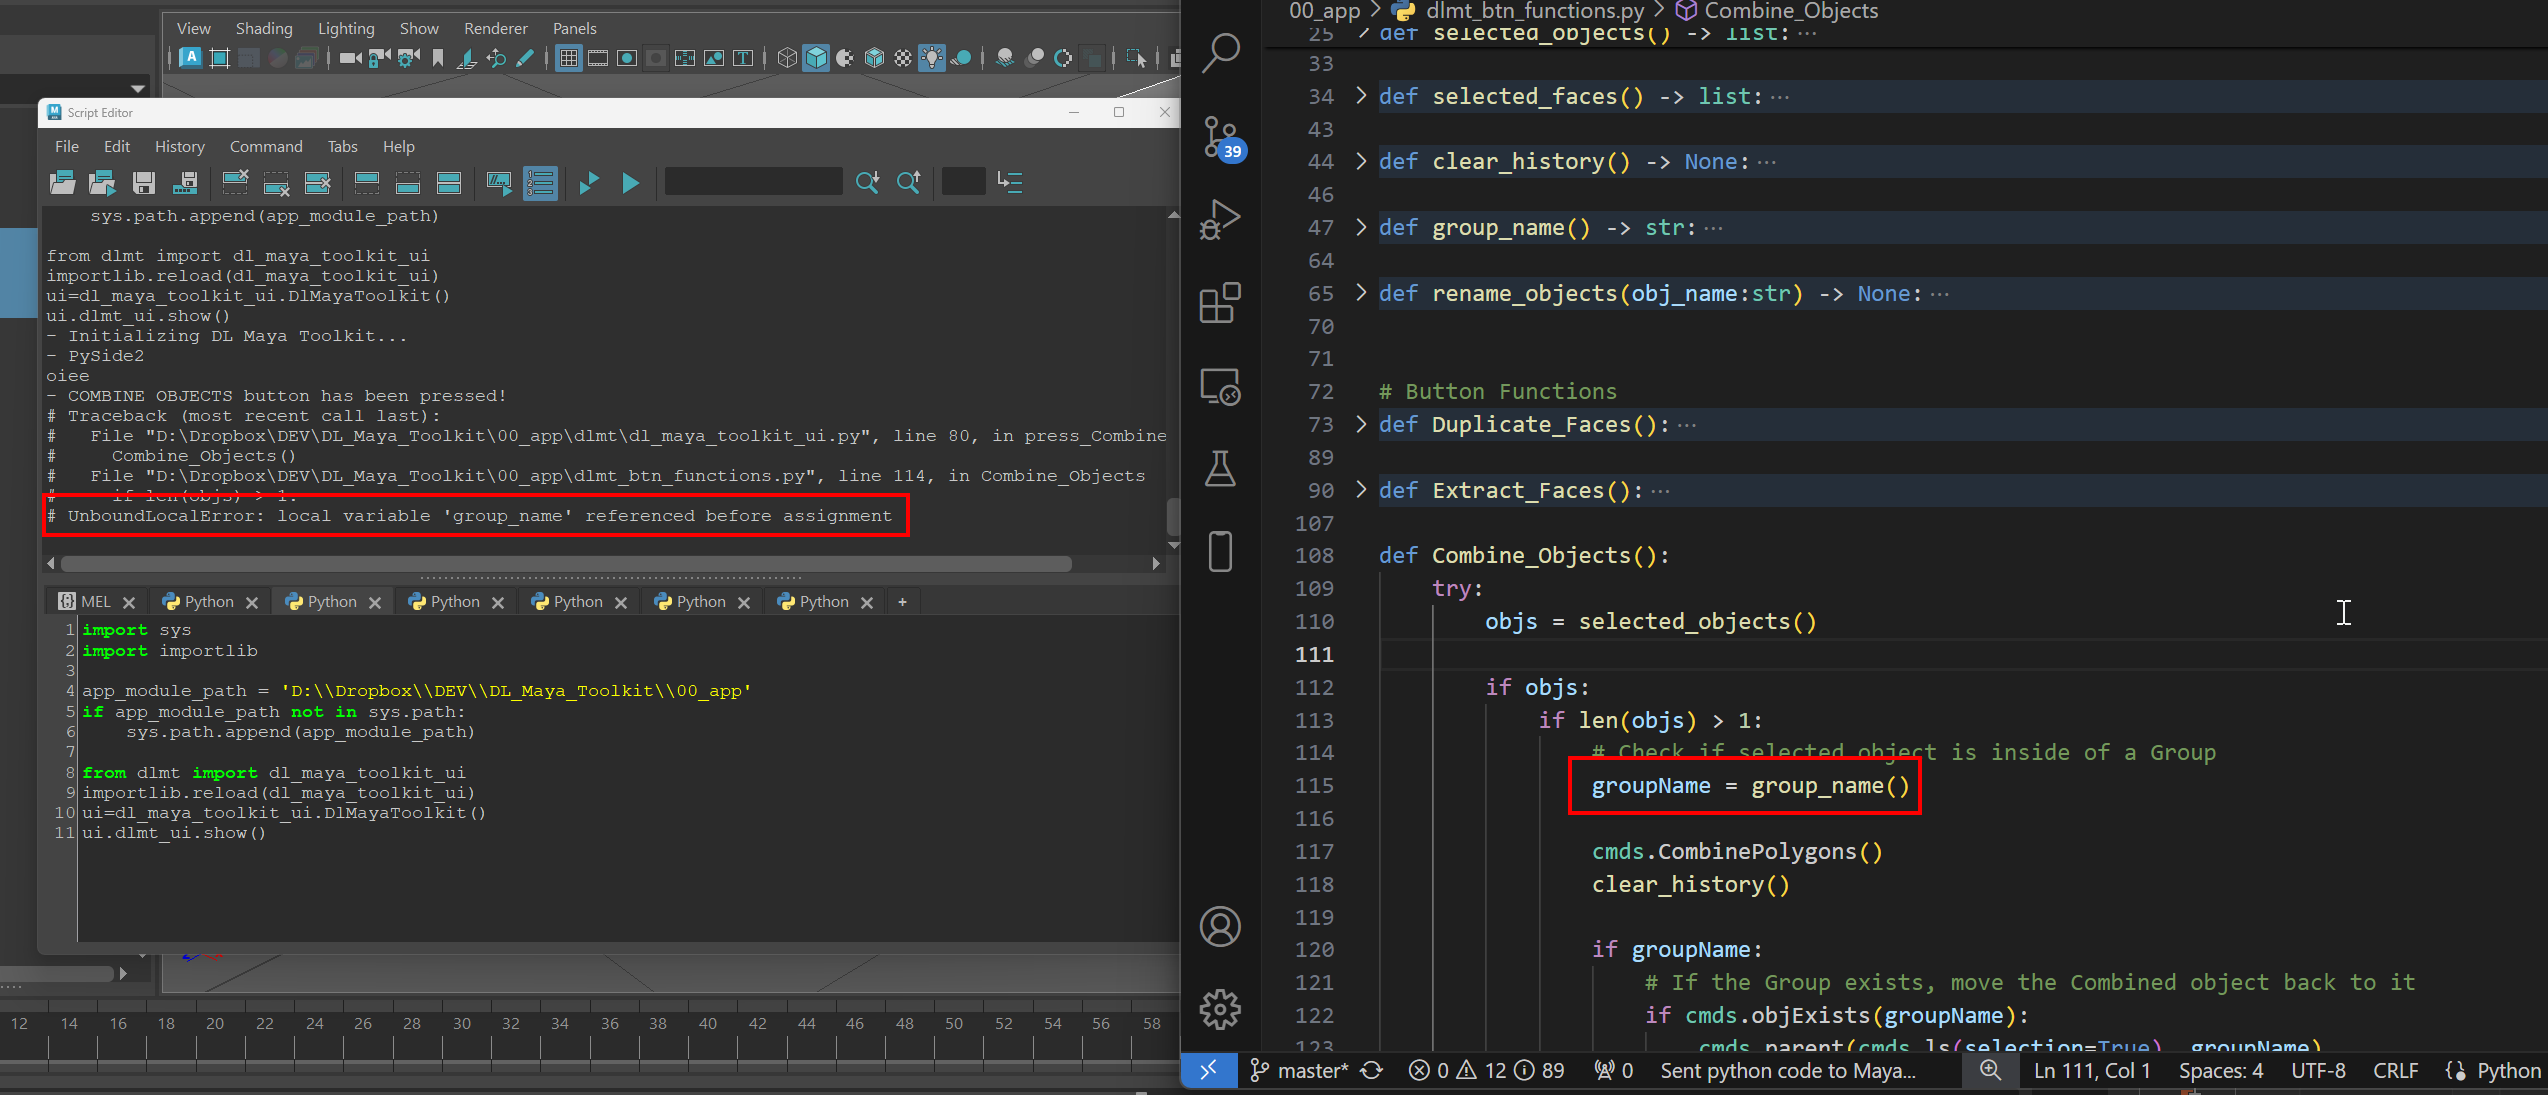 View Shading Lighting Show Renderer Panels
Script Editor
File Edit History Command Tabs Help
sys.path.append(app_module_path)
from dlmt import dl_maya_toolkit_ui
importlib.reload(dl_maya_toolkit_ui)
ui=dl_maya_toolkit_ui.DlMayaToolkit()
ui.dlmt_ui.show()
- Initializing DL Maya Toolkit...
- PySide2
oiee
- COMBINE OBJECTS button has been pressed!
# Traceback (most recent call last):
#   File "D:\Dropbox\DEV\DL_Maya_Toolkit\00_app\dlmt\dl_maya_toolkit_ui.py", line 80, in press_Combine
#     Combine_Objects()
#   File "D:\Dropbox\DEV\DL_Maya_Toolkit\00_app\dlmt_btn_functions.py", line 114, in Combine_Objects
#     if len(objs) > 1:
# UnboundLocalError: local variable 'group_name' referenced before assignment
MEL Python Python Python Python Python Python +
1 import sys
2 import importlib
3
4 app_module_path = 'D:\\Dropbox\\DEV\\DL_Maya_Toolkit\\00_app'
5 if app_module_path not in sys.path:
6     sys.path.append(app_module_path)
7
8 from dlmt import dl_maya_toolkit_ui
9 importlib.reload(dl_maya_toolkit_ui)
10 ui=dl_maya_toolkit_ui.DlMayaToolkit()
11 ui.dlmt_ui.show()
12 14 16 18 20 22 24 26 28 30 32 34 36 38 40 42 44 46 48 50 52 54 56 58
00_app > dlmt_btn_functions.py > Combine_Objects
25 def selected_objects() -> list: ...
33
34 > def selected_faces() -> list: ...
43
44 > def clear_history() -> None: ...
46
47 > def group_name() -> str: ...
64
65 > def rename_objects(obj_name:str) -> None: ...
70
71
72 # Button Functions
73 > def Duplicate_Faces(): ...
89
90 > def Extract_Faces(): ...
107
108 def Combine_Objects():
109     try:
110         objs = selected_objects()
111
112         if objs:
113             if len(objs) > 1:
114                 # Check if selected object is inside of a Group
115                 groupName = group_name()
116
117                 cmds.CombinePolygons()
118                 clear_history()
119
120                 if groupName:
121                     # If the Group exists, move the Combined object back to it
122                     if cmds.objExists(groupName):
123                         cmds.parent(cmds.ls(selection=True), groupName)
39
master* 0 12 89 0 Sent python code to Maya... Ln 111, Col 1 Spaces: 4 UTF-8 CRLF Python